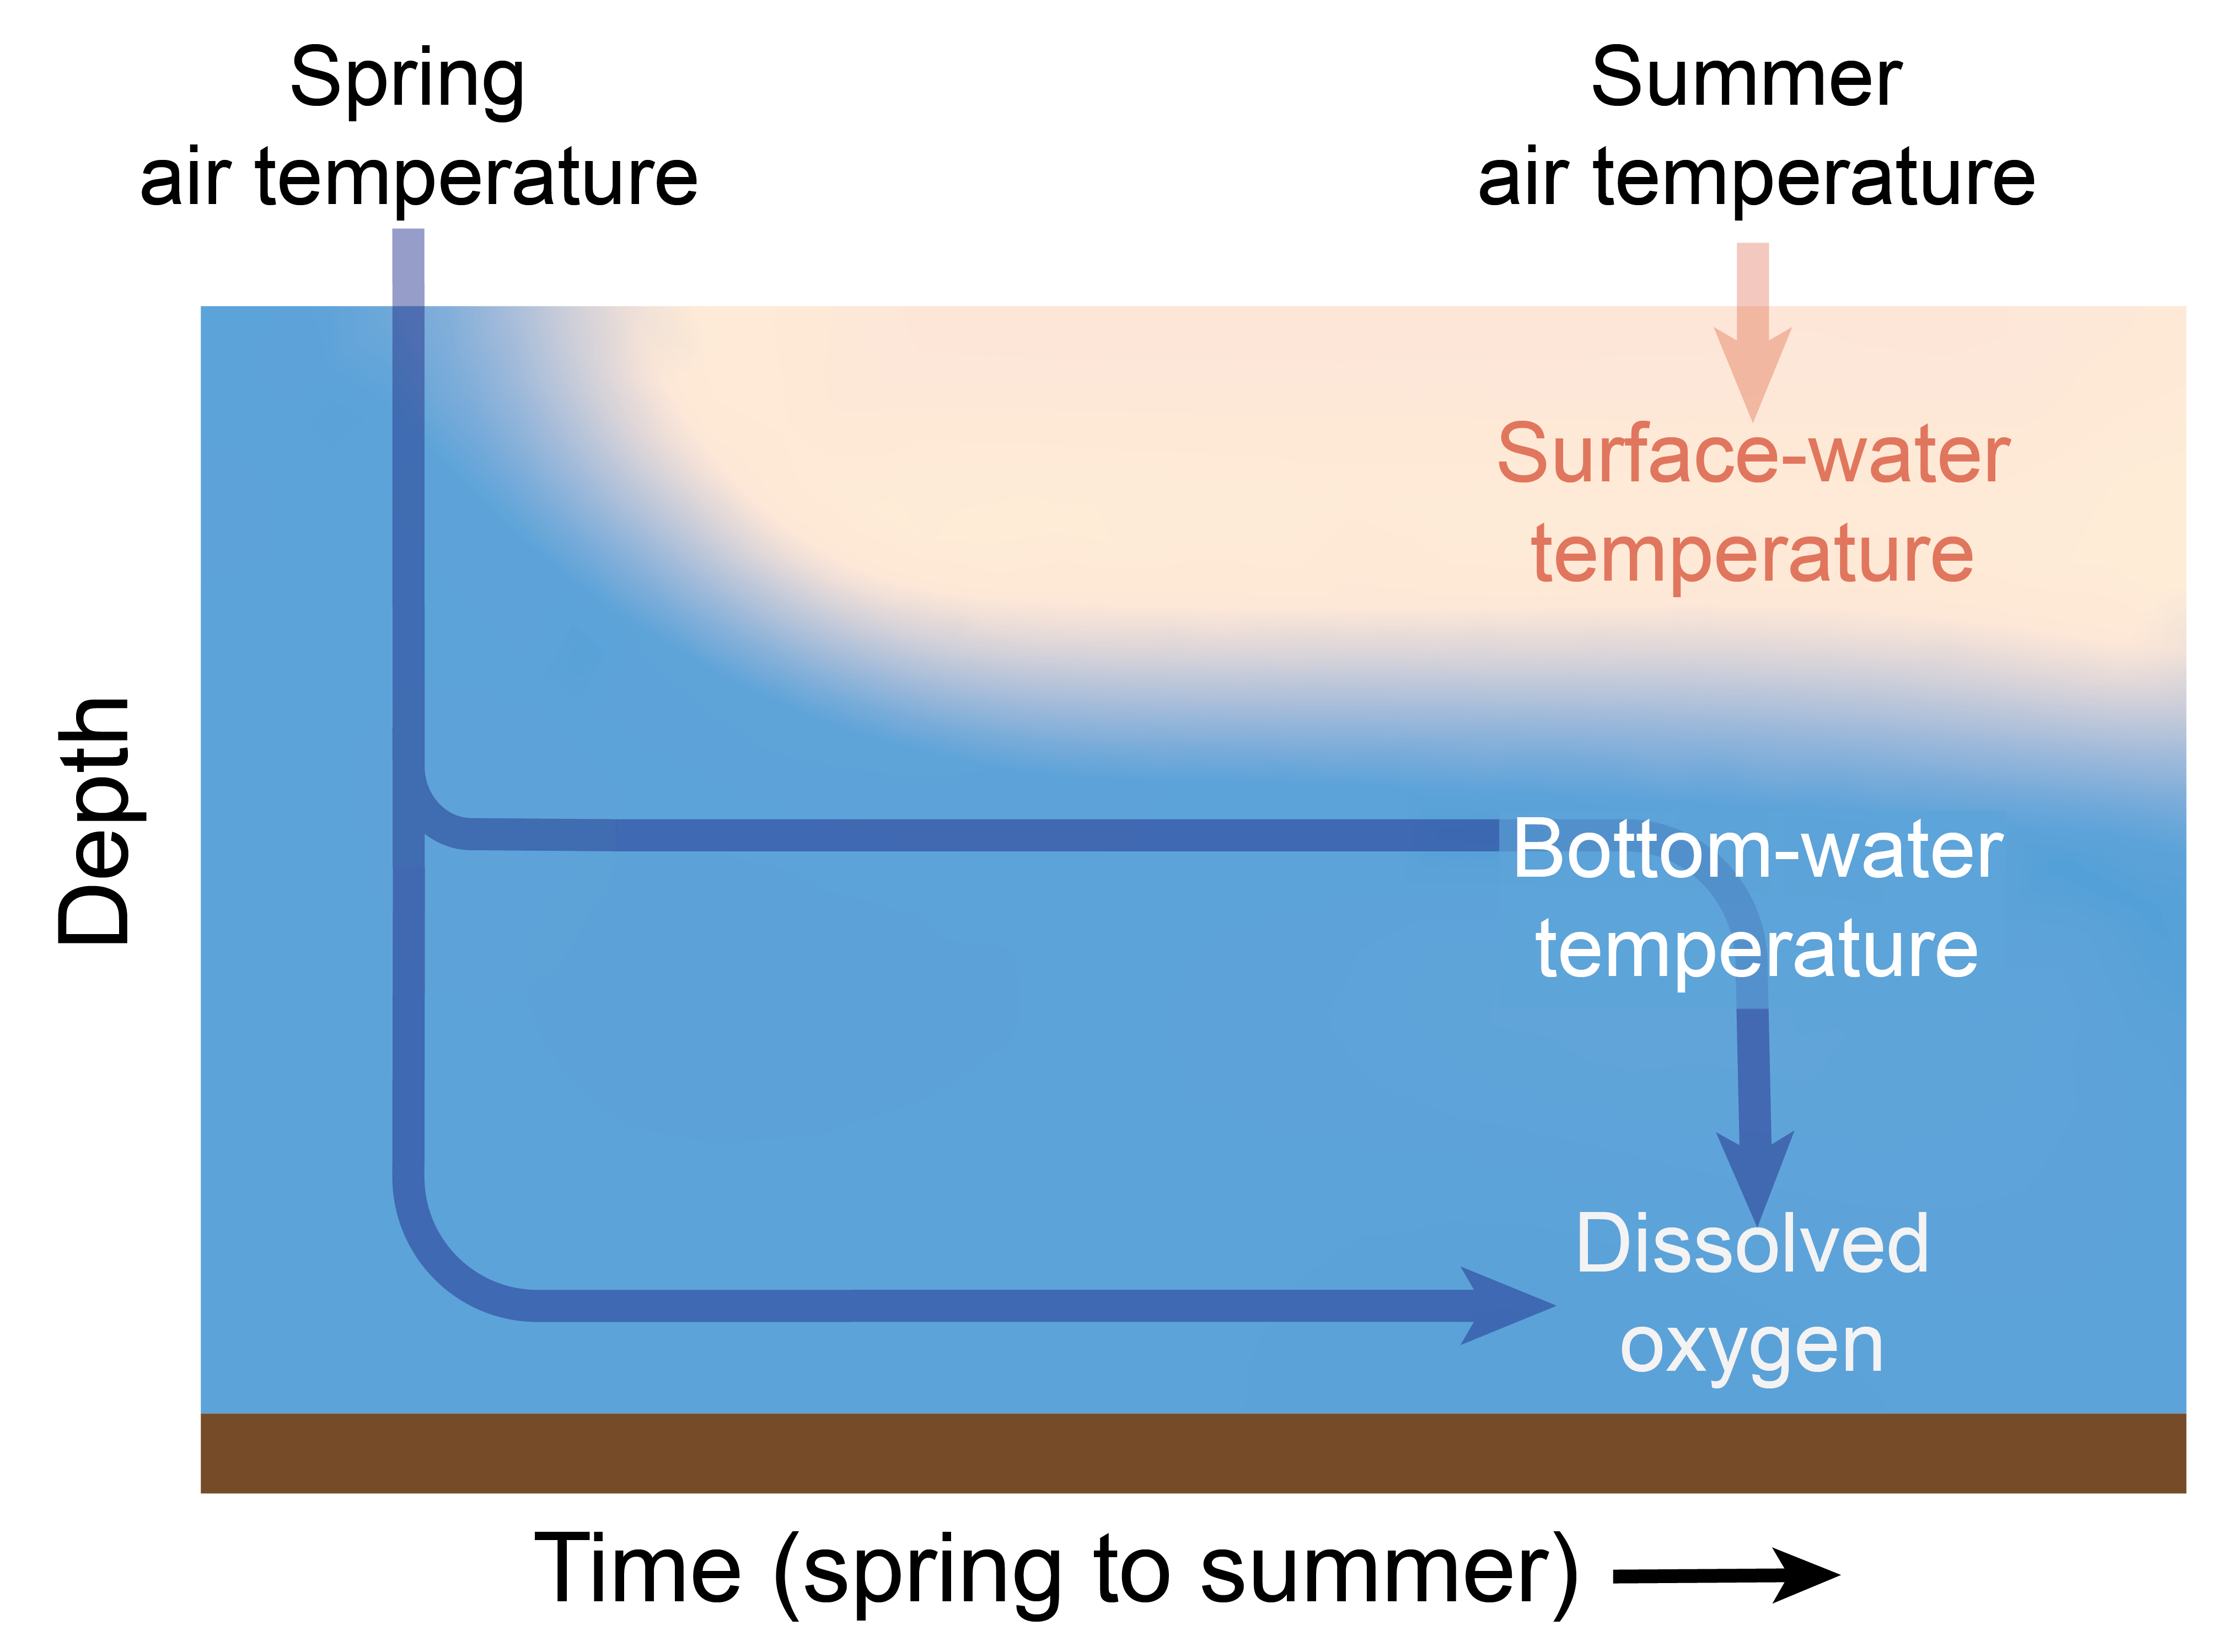 Spring
air temperature
Summer
air temperature
Surface-water
temperature
Depth
Bottom-water
temperature
Dissolved
oxygen
Time (spring to summer)